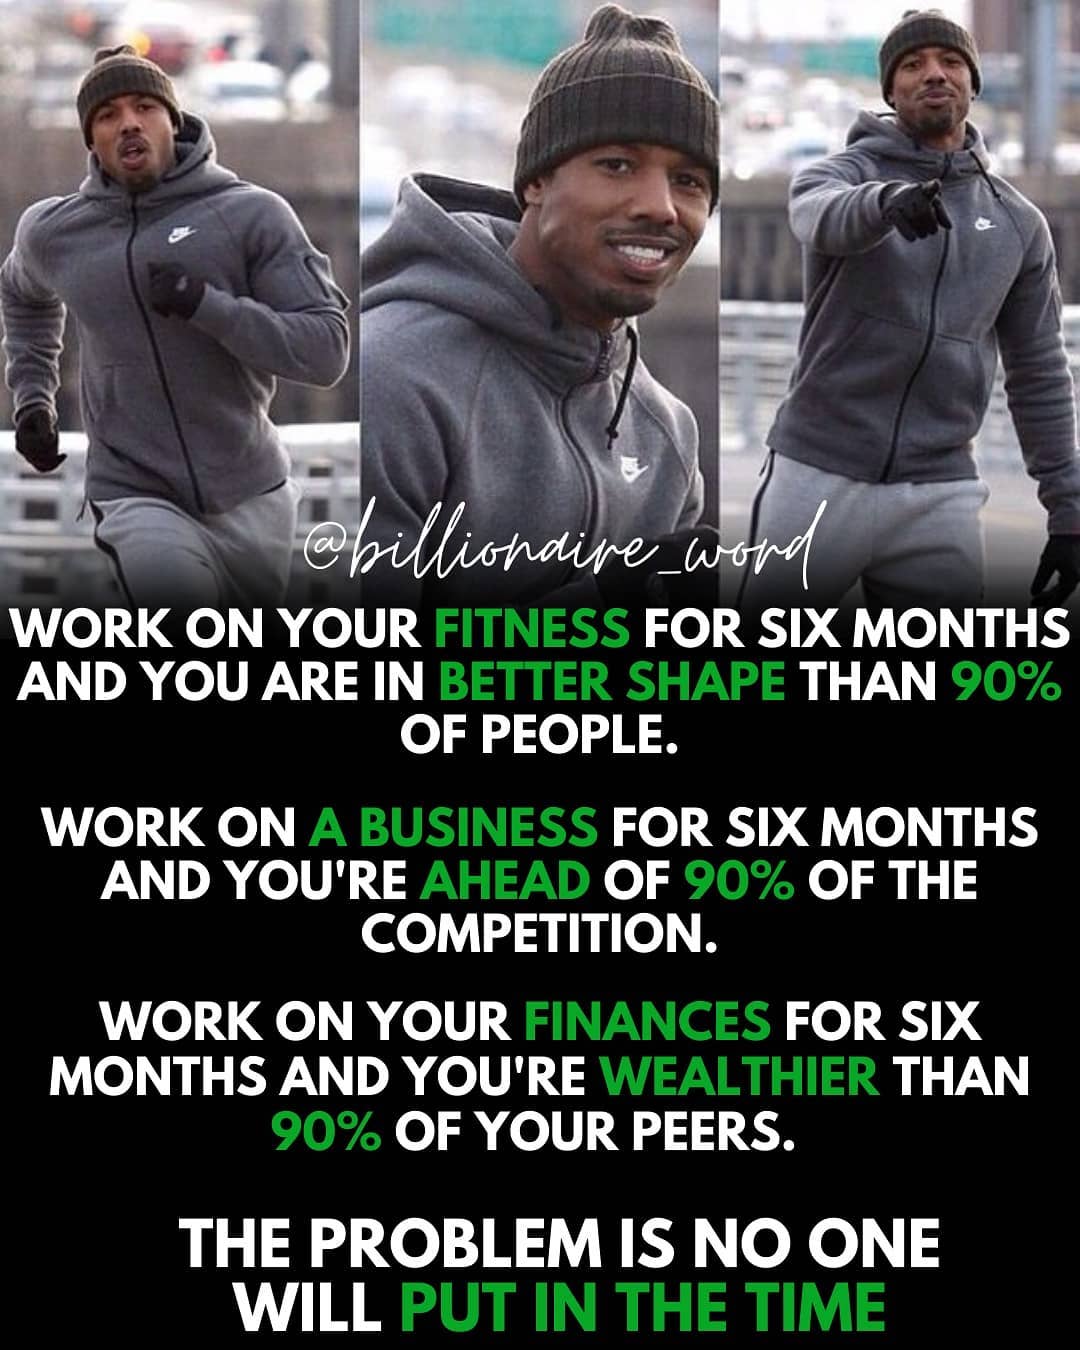 @billionaire_word
WORK ON YOUR FITNESS FOR SIX MONTHS
AND YOU ARE IN BETTER SHAPE THAN 90%
OF PEOPLE.
WORK ON A BUSINESS FOR SIX MONTHS
AND YOU'RE AHEAD OF 90% OF THE
COMPETITION.
WORK ON YOUR FINANCES FOR SIX
MONTHS AND YOU'RE WEALTHIER THAN
90% OF YOUR PEERS.
THE PROBLEM IS NO ONE
WILL PUT IN THE TIME